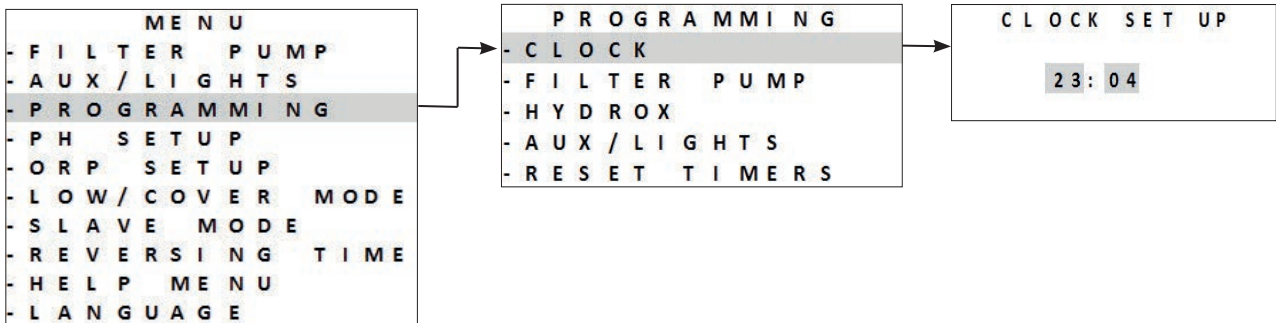 MENU
- FILTER PUMP
- AUX/LIGHTS
- PROGRAMMING
- PH SETUP
- ORP SETUP
- LOW/COVER MODE
- SLAVE MODE
- REVERSING TIME
- HELP MENU
- LANGUAGE
PROGRAMMING
- CLOCK
- FILTER PUMP
- HYDROX
- AUX/LIGHTS
- RESET TIMERS
CLOCK SET UP
23: 04